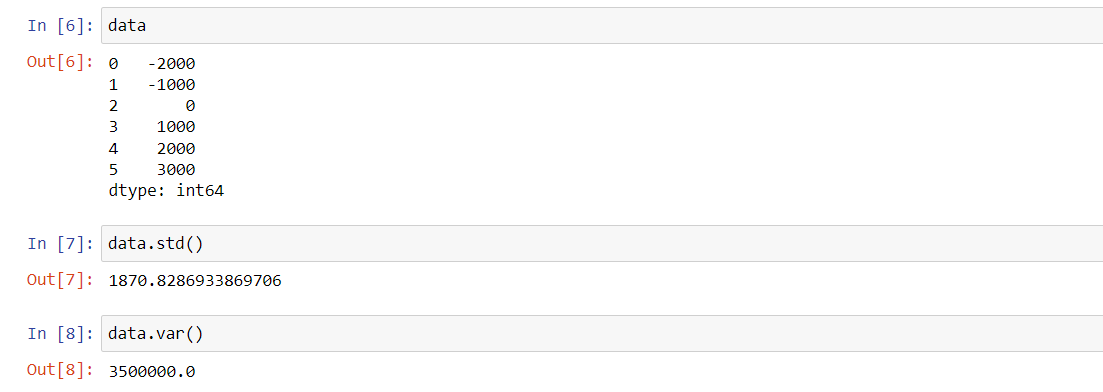 In [6]: data
Out[6]: 0   -2000
1   -1000
2       0
3    1000
4    2000
5    3000
dtype: int64
In [7]: data.std()
Out[7]: 1870.8286933869706
In [8]: data.var()
Out[8]: 3500000.0